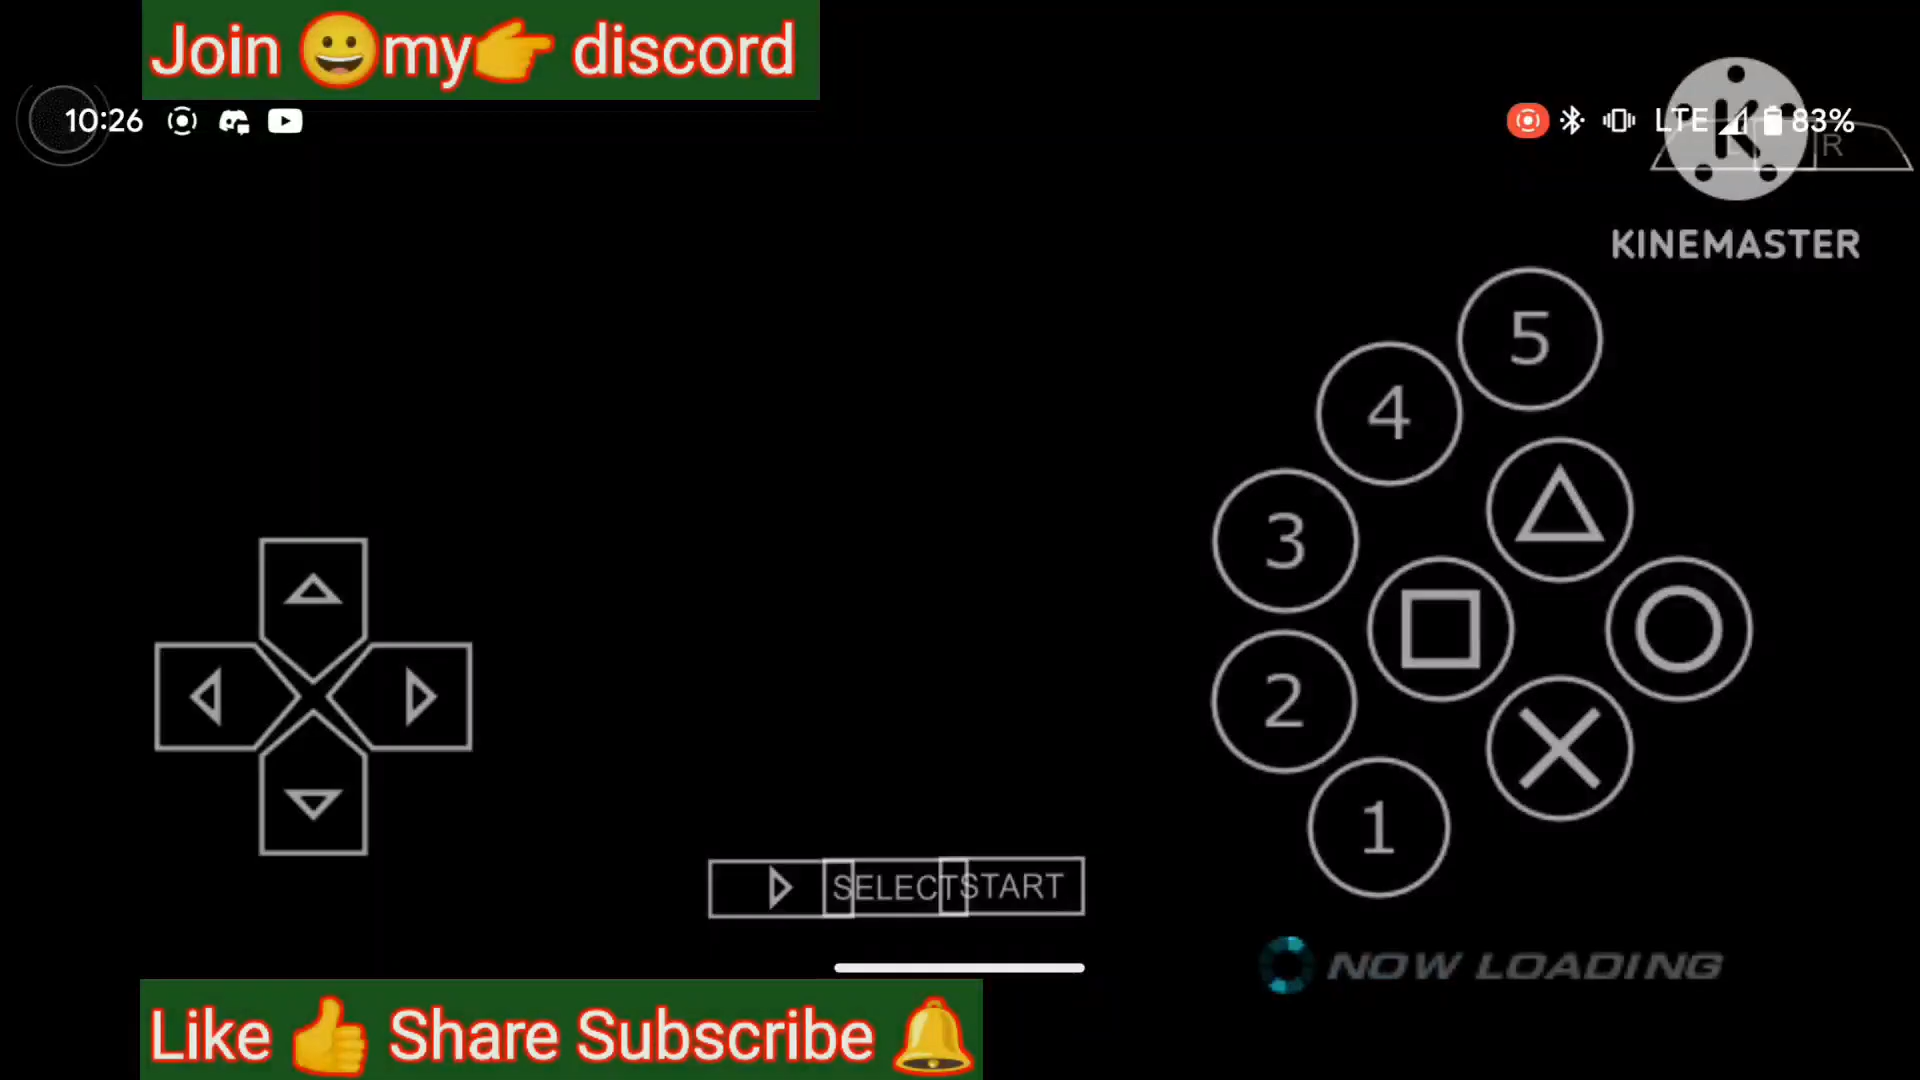 Join 😀my👉 discord
10:26
LTE 83%
R
KINEMASTER
5
4
3
2
1
SELECT START
NOW LOADING
Like 👍 Share Subscribe 🔔